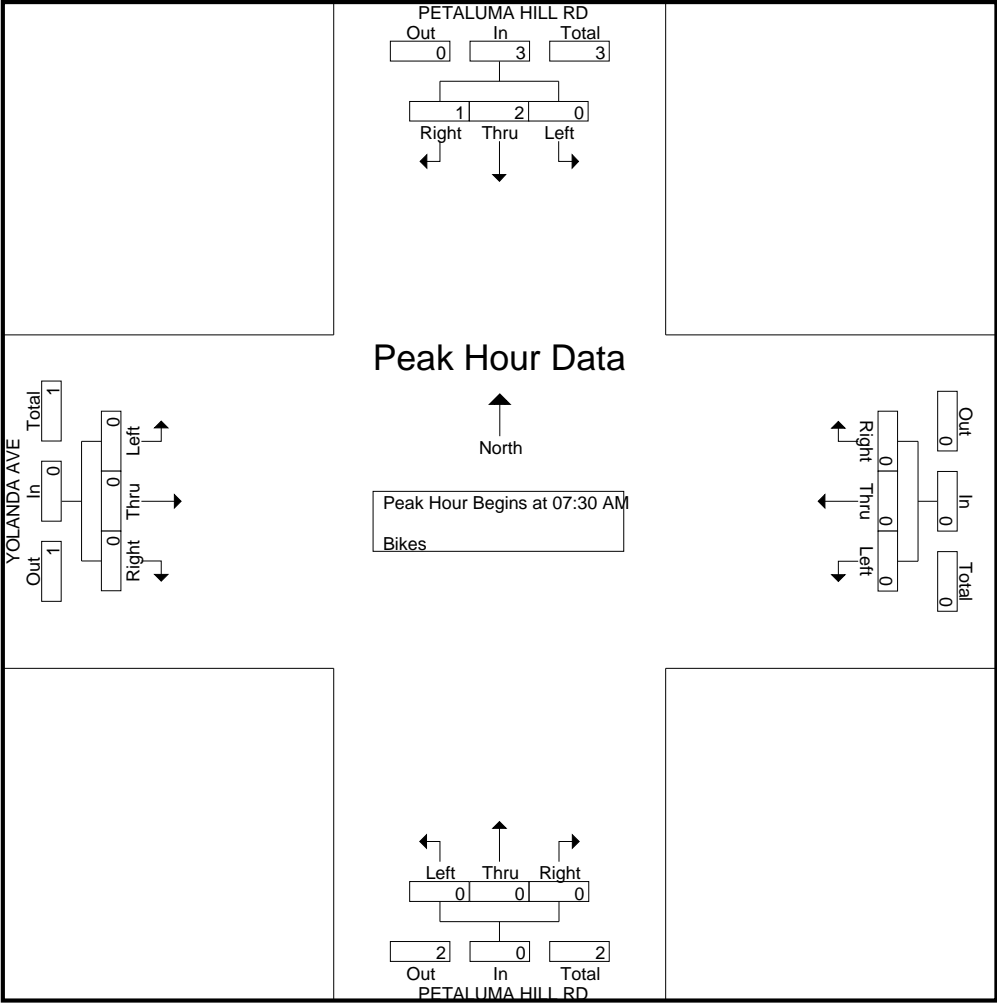 PETALUMA HILL RD
Out In Total
0 3 3
1 2 0
Right Thru Left
Peak Hour Data
North
Peak Hour Begins at 07:30 AM
Bikes
YOLANDA AVE
Out In Total
1 0 1
0 0 0
Right Thru Left
Out In Total
0 0 0
0 0 0
Right Thru Left
Left Thru Right
0 0 0
2 0 2
Out In Total
PETALUMA HILL RD